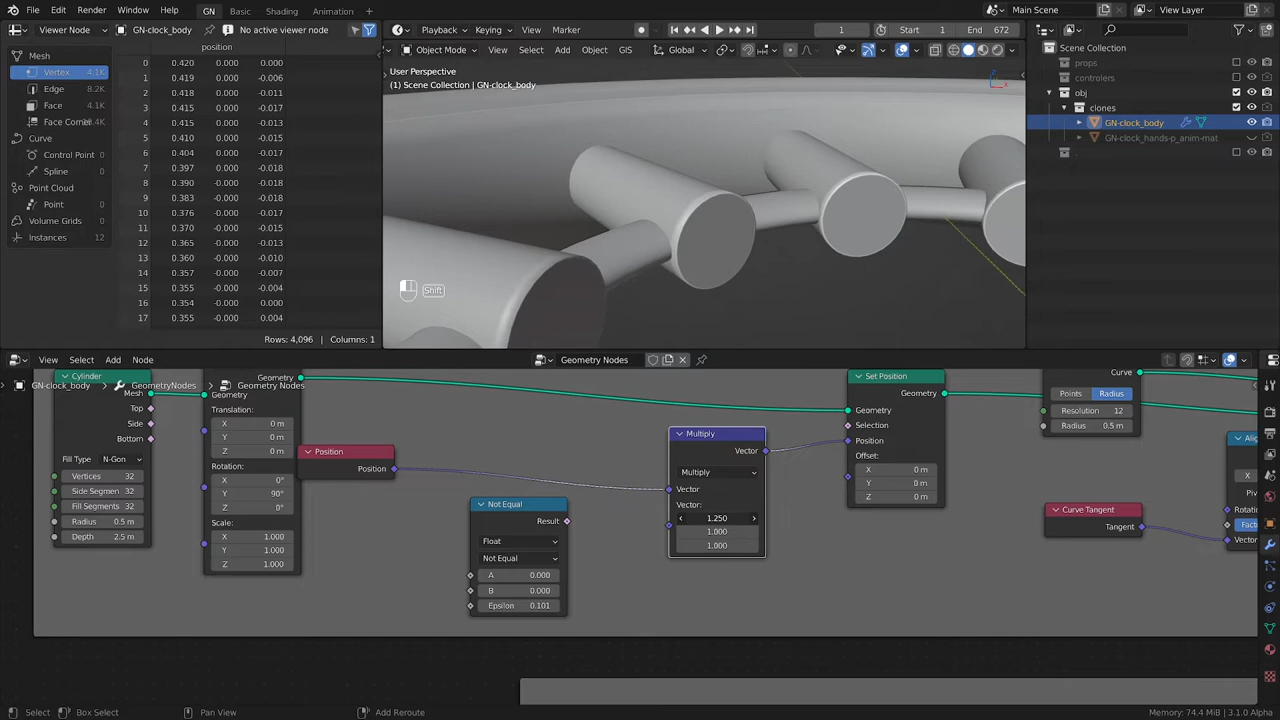 File Edit Render Window Help GN Basic Shading Animation Main Scene View Layer
Viewer Node GN-clock_body No active viewer node
Playback Keying View Marker 1 Start 1 End 672
Object Mode View Select Add Object GIS Global
position
Mesh
Vertex 4.1K
Edge 8.2K
Face 4.1K
Face Corner
Curve
Control Point
Spline
Point Cloud
Point
Volume Grids 0
Instances 12
0 0.420 -0.000 0.000
1 0.419 -0.000 -0.006
2 0.418 -0.000 -0.011
3 0.415 -0.000 -0.013
4 0.415 -0.000 -0.013
5 0.410 -0.000 -0.015
6 0.404 -0.000 -0.000
7 0.397 -0.000 -0.018
8 0.390 -0.000 -0.018
9 0.383 -0.000 -0.018
10 0.376 -0.000 -0.017
11 0.370 -0.000 -0.015
12 0.365 -0.000 -0.013
13 0.360 -0.000 -0.010
14 0.357 -0.000 -0.007
15 0.355 -0.000 -0.004
16 0.354 -0.000 0.000
17 0.355 -0.000 0.004
Rows: 4,096 | Columns: 1
User Perspective
(1) Scene Collection | GN-clock_body
Shift
Scene Collection
props
controlers
obj
clones
GN-clock_body
GN-clock_hands-p_anim-mat
View Select Add Node Geometry Nodes
GN-clock_body > GeometryNodes > Geometry Nodes
Cylinder
Mesh
Top
Side
Bottom
Fill Type N-Gon
Vertices 32
Side Segmen 32
Fill Segments 32
Radius 0.5 m
Depth 2.5 m
Geometry
Geometry
Translation:
X 0 m
Y 0 m
Z 0 m
Rotation:
X 0°
Y 90°
Z 0°
Scale:
X 1.000
Y 1.000
Z 1.000
Position
Position
Not Equal
Result
Float
Not Equal
A 0.000
B 0.000
Epsilon 0.101
Multiply
Vector
Multiply
Vector
Vector:
1.250
1.000
1.000
Set Position
Geometry
Geometry
Selection
Position
Offset:
X 0 m
Y 0 m
Z 0 m
Curve
Points Radius
Resolution 12
Radius 0.5 m
Curve Tangent
Tangent
X
Rotati
Factor
Vector
Select Box Select Pan View Add Reroute Memory: 74.4 MiB | 3.1.0 Alpha